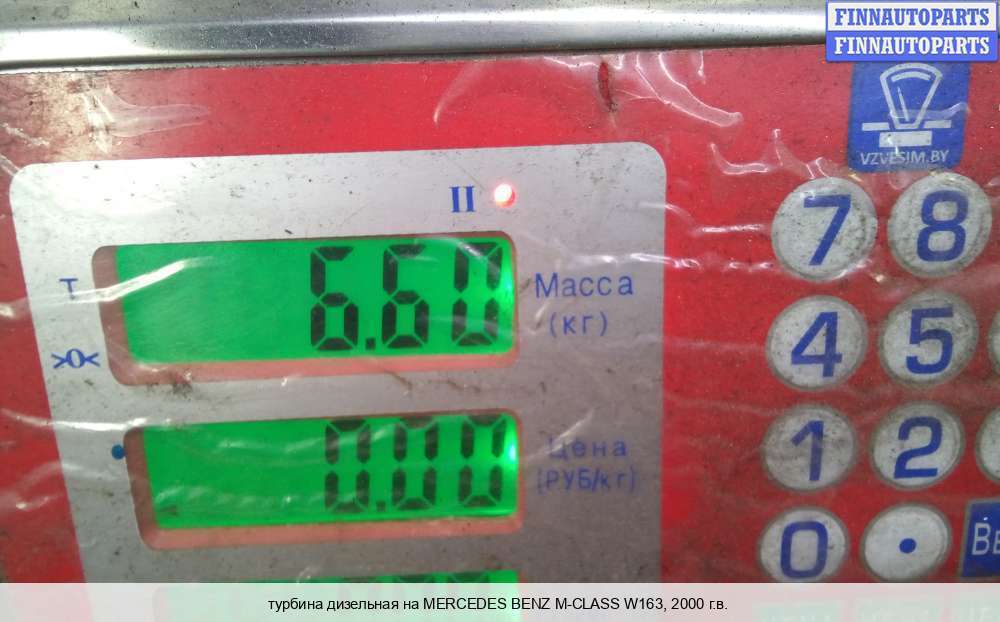 FINNAUTOPARTS
FINNAUTOPARTS
VZVESIM.BY
II
7 8
6.60
Масса
(кг)
T
>0<
4 5
0.00
Цена
(РУБ/кг)
1 2
0 .
турбина дизельная на MERCEDES BENZ M-CLASS W163, 2000 г.в.